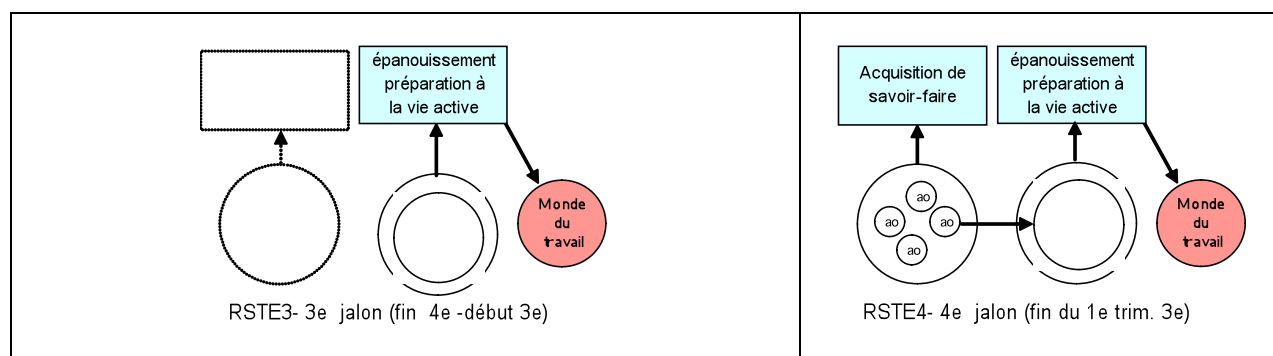 épanouissement
préparation à
la vie active
Monde
du
travail
RSTE3- 3e jalon (fin 4e -début 3e)
Acquisition de
savoir-faire
épanouissement
préparation à
la vie active
ao
ao
ao
ao
Monde
du
travail
RSTE4- 4e jalon (fin du 1e trim. 3e)